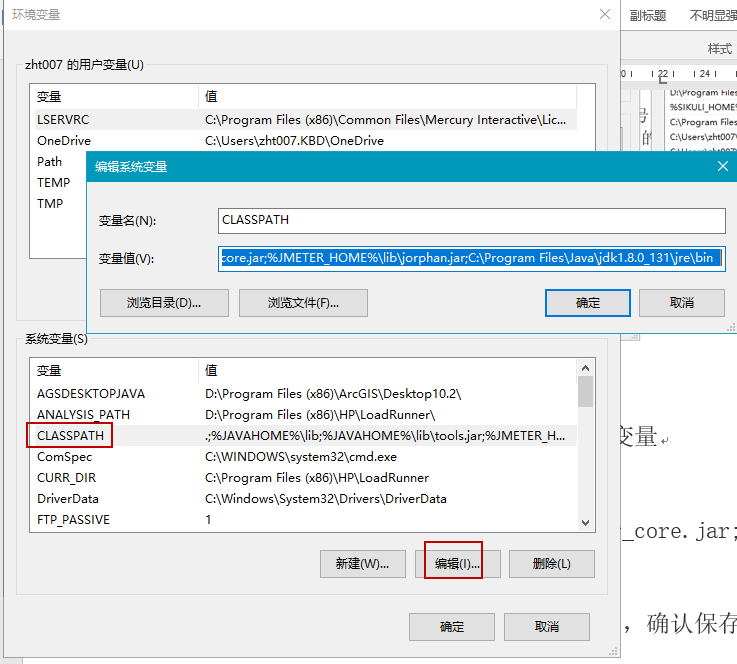 环境变量
副标题 不明显强
样式
22 24
D:\Program Files
%SIKULI_HOME%
C:\Program Files
C:\Users\zht007
zht007 的用户变量(U)
变量 值
LSERVRC C:\Program Files (x86)\Common Files\Mercury Interactive\Lic...
OneDrive C:\Users\zht007.KBD\OneDrive
Path
TEMP
TMP
编辑系统变量
变量名(N): CLASSPATH
变量值(V): core.jar;%JMETER_HOME%\lib\jorphan.jar;C:\Program Files\Java\jdk1.8.0_131\jre\bin
浏览目录(D)... 浏览文件(F)... 确定 取消
系统变量(S)
变量 值
AGSDESKTOPJAVA D:\Program Files (x86)\ArcGIS\Desktop10.2\
ANALYSIS_PATH D:\Program Files (x86)\HP\LoadRunner\
CLASSPATH .;%JAVAHOME%\lib;%JAVAHOME%\lib\tools.jar;%JMETER_H...
ComSpec C:\WINDOWS\system32\cmd.exe
CURR_DIR C:\Program Files (x86)\HP\LoadRunner
DriverData C:\Windows\System32\Drivers\DriverData
FTP_PASSIVE 1
变量。
_core.jar;
新建(W)... 编辑(I)... 删除(L)
，确认保存
确定 取消